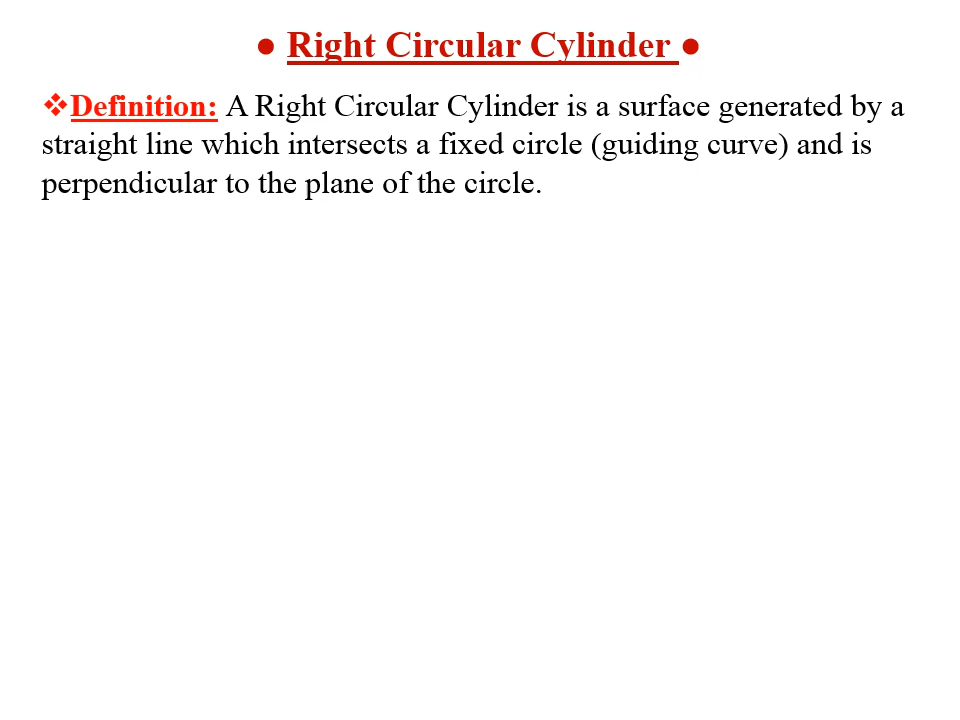 ● Right Circular Cylinder ●
❖Definition: A Right Circular Cylinder is a surface generated by a
straight line which intersects a fixed circle (guiding curve) and is
perpendicular to the plane of the circle.